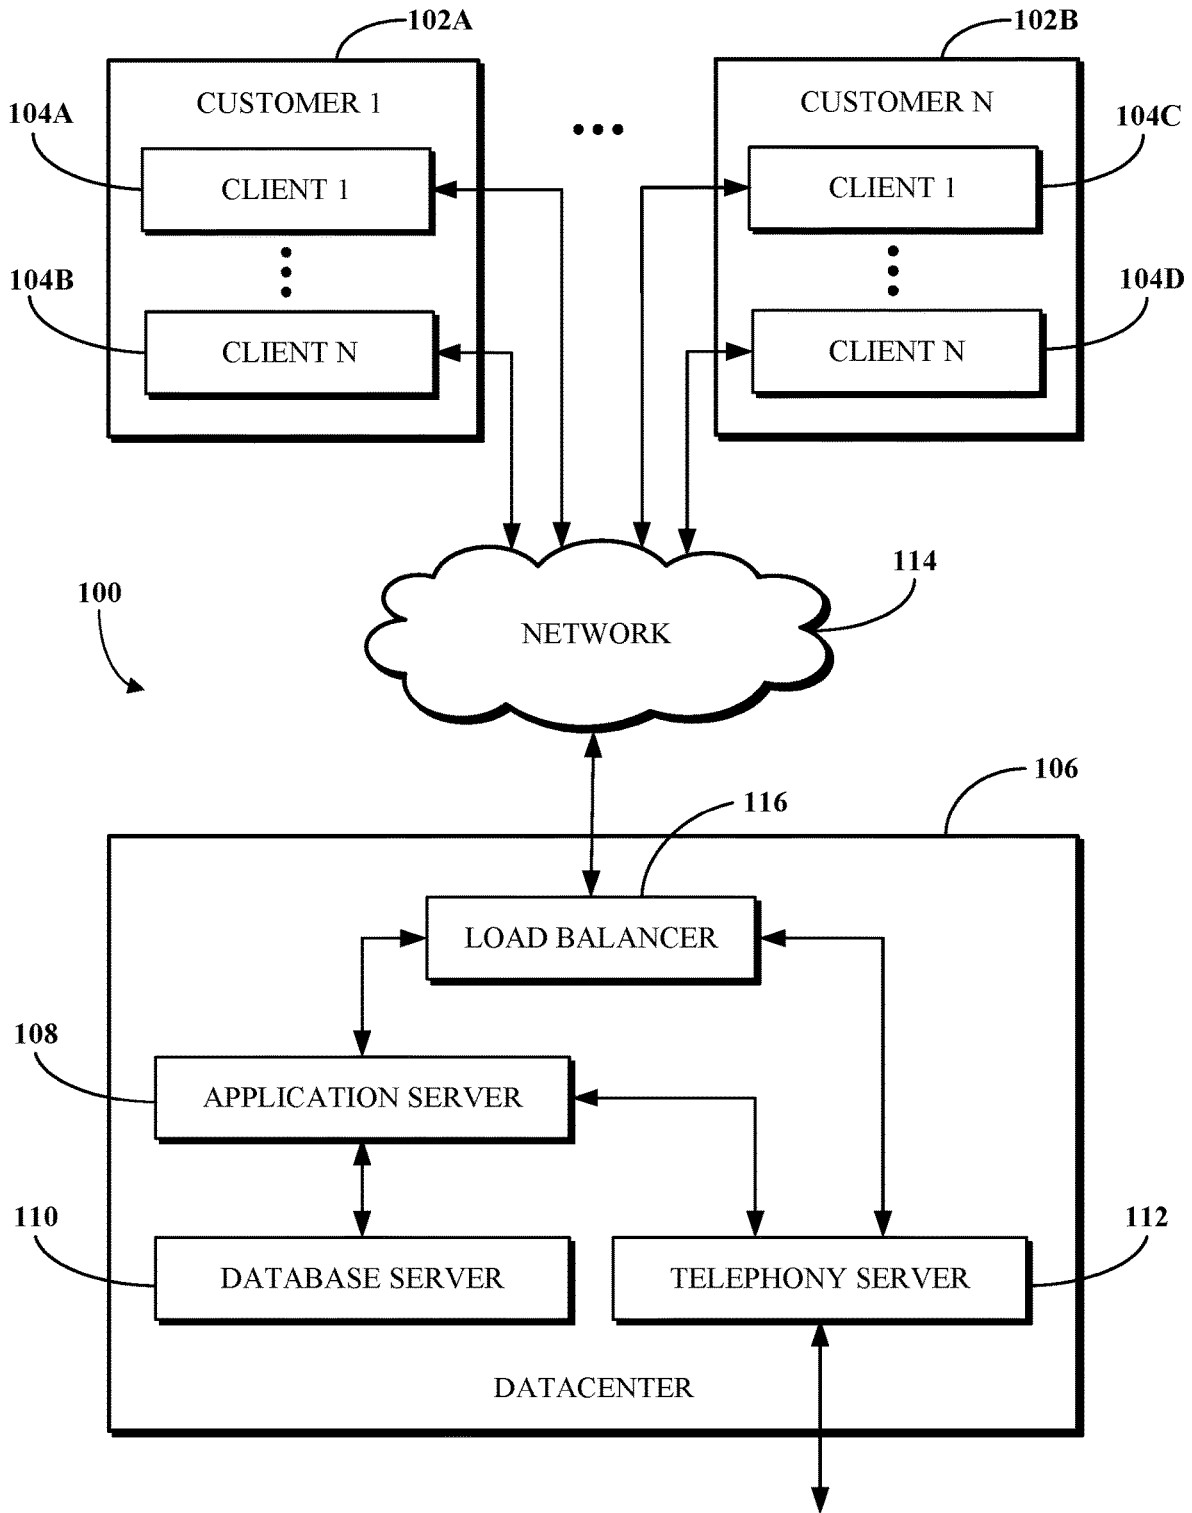 102A
102B
CUSTOMER 1
CUSTOMER N
104A
104C
CLIENT 1
CLIENT 1
104B
104D
CLIENT N
CLIENT N
114
100
NETWORK
106
116
LOAD BALANCER
108
APPLICATION SERVER
110
112
DATABASE SERVER
TELEPHONY SERVER
DATACENTER